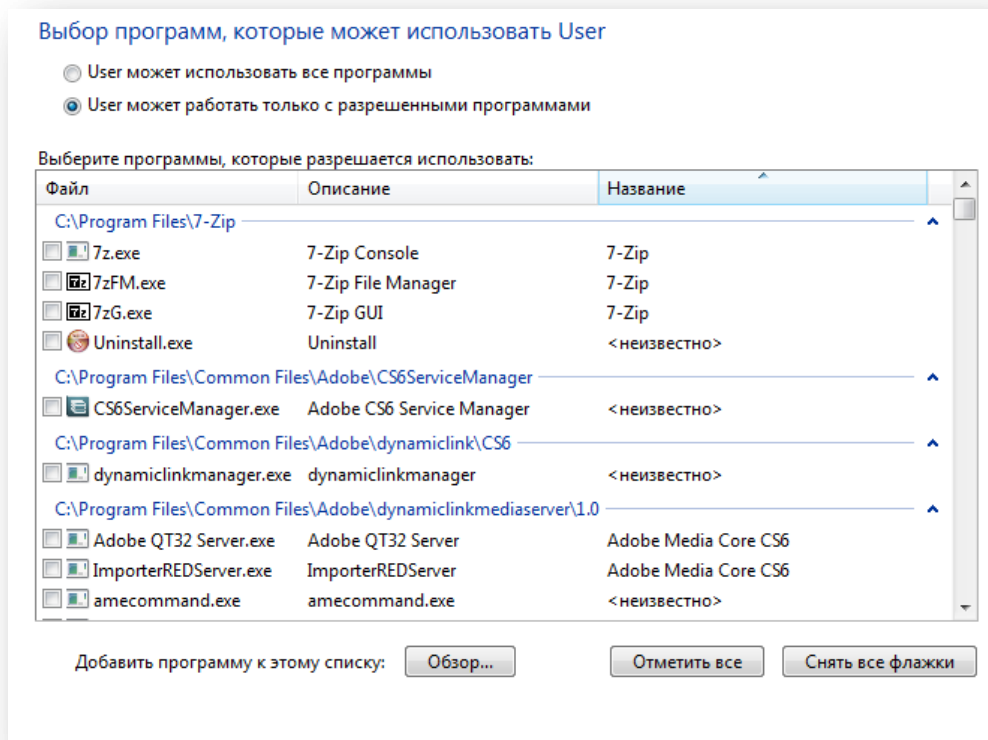 Выбор программ, которые может использовать User
User может использовать все программы
User может работать только с разрешенными программами
Выберите программы, которые разрешается использовать:
Файл Описание Название
C:\Program Files\7-Zip
7z.exe 7-Zip Console 7-Zip
7zFM.exe 7-Zip File Manager 7-Zip
7zG.exe 7-Zip GUI 7-Zip
Uninstall.exe Uninstall <неизвестно>
C:\Program Files\Common Files\Adobe\CS6ServiceManager
CS6ServiceManager.exe Adobe CS6 Service Manager <неизвестно>
C:\Program Files\Common Files\Adobe\dynamiclink\CS6
dynamiclinkmanager.exe dynamiclinkmanager <неизвестно>
C:\Program Files\Common Files\Adobe\dynamiclinkmediaserver\1.0
Adobe QT32 Server.exe Adobe QT32 Server Adobe Media Core CS6
ImporterREDServer.exe ImporterREDServer Adobe Media Core CS6
amecommand.exe amecommand.exe <неизвестно>
Добавить программу к этому списку: Обзор... Отметить все Снять все флажки